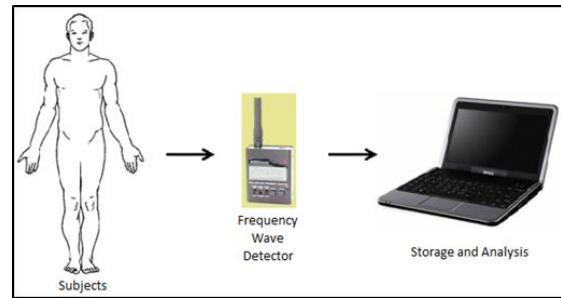 Subjects
Frequency
Wave
Detector
Storage and Analysis